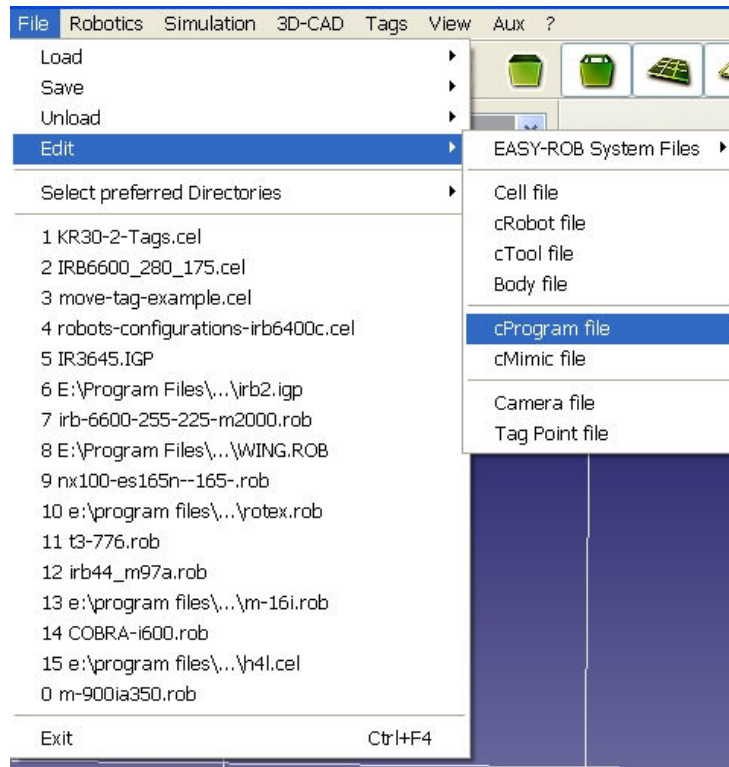 File Robotics Simulation 3D-CAD Tags View Aux ?
Load
Save
Unload
Edit
Select preferred Directories
1 KR30-2-Tags.cel
2 IRB6600_280_175.cel
3 move-tag-example.cel
4 robots-configurations-irb6400c.cel
5 IR3645.IGP
6 E:\Program Files\...\irb2.igp
7 irb-6600-255-225-m2000.rob
8 E:\Program Files\...\WING.ROB
9 nx100-es165n--165-.rob
10 e:\program files\...\rotex.rob
11 t3-776.rob
12 irb44_m97a.rob
13 e:\program files\...\m-16i.rob
14 COBRA-i600.rob
15 e:\program files\...\h4l.cel
0 m-900ia350.rob
Exit Ctrl+F4
EASY-ROB System Files
Cell file
cRobot file
cTool file
Body file
cProgram file
cMimic file
Camera file
Tag Point file